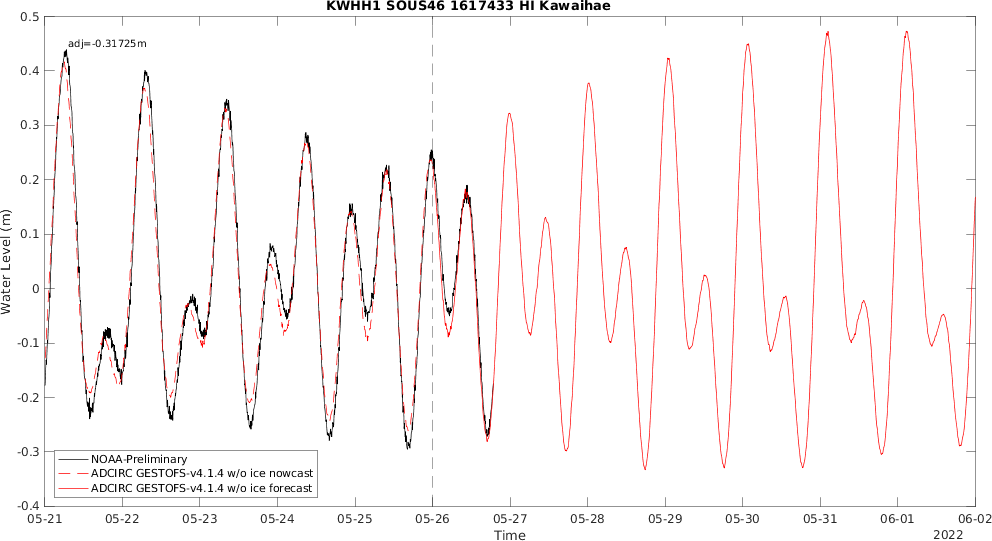 KWHH1 SOUS46 1617433 HI Kawaihae
adj=-0.31725m
Water Level (m)
0.5
0.4
0.3
0.2
0.1
0
-0.1
-0.2
-0.3
-0.4
NOAA-Preliminary
ADCIRC GESTOFS-v4.1.4 w/o ice nowcast
ADCIRC GESTOFS-v4.1.4 w/o ice forecast
05-21 05-22 05-23 05-24 05-25 05-26 05-27 05-28 05-29 05-30 05-31 06-01 06-02
Time
2022